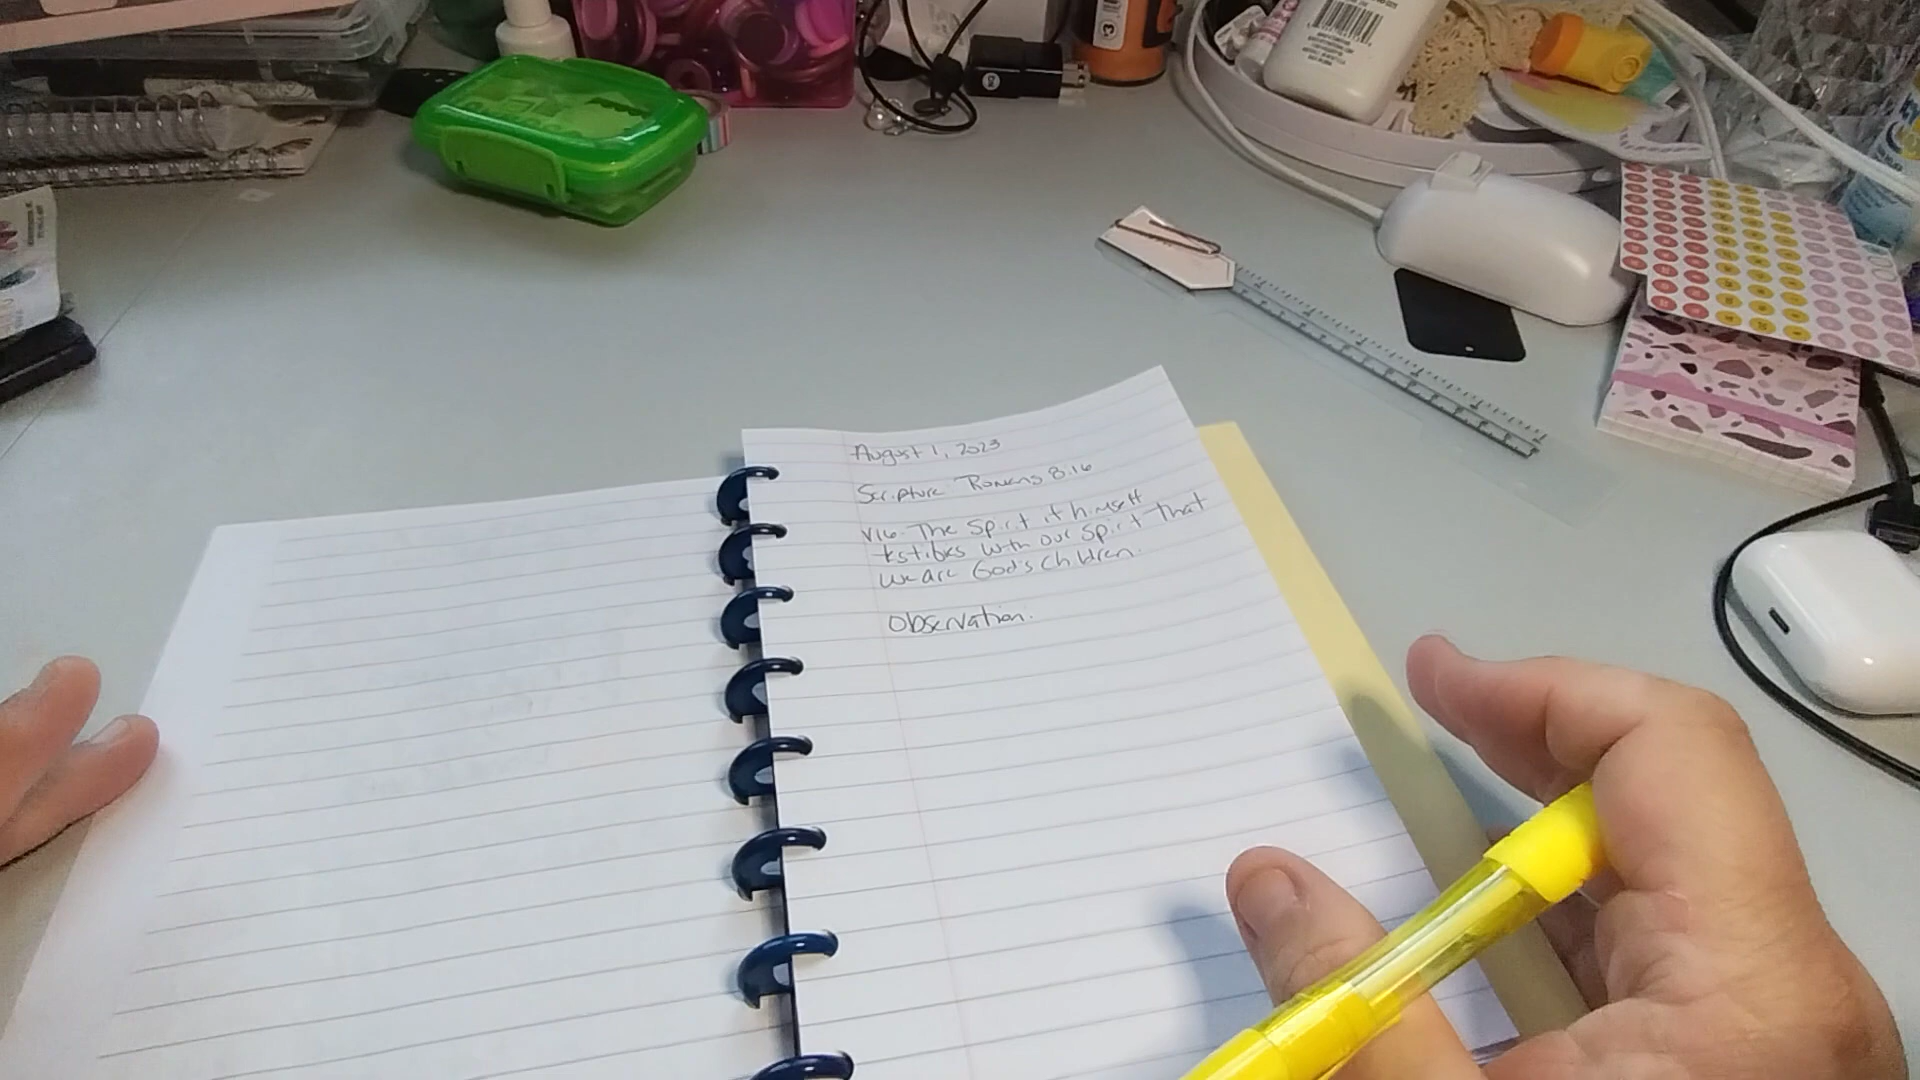 August 1, 2023
Scripture Romans 8:16
V16. The Spirit ithimself
testifies with our spirit that
we are God's children.
Observation.